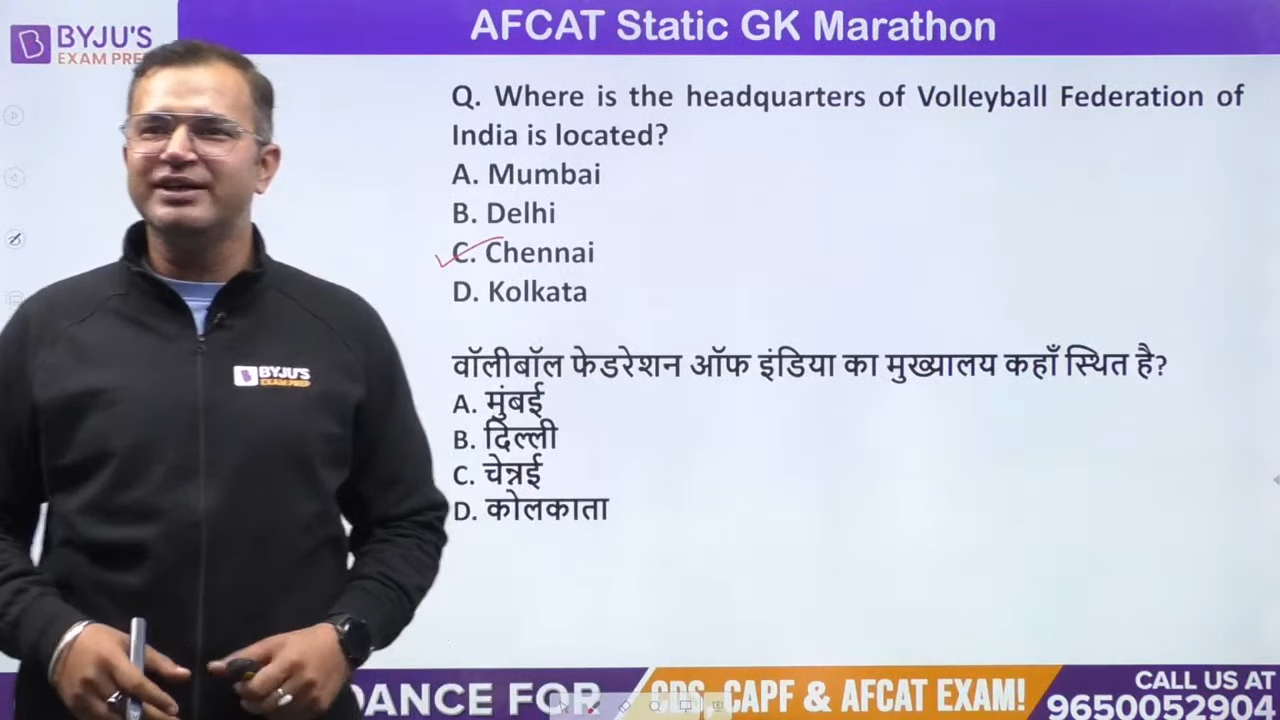 AFCAT Static GK Marathon
BYJU'S
EXAM PREP
Q. Where is the headquarters of Volleyball Federation of
India is located?
A. Mumbai
B. Delhi
C. Chennai
D. Kolkata
वॉलीबॉल फेडरेशन ऑफ इंडिया का मुख्यालय कहाँ स्थित है?
A. मुंबई
B. दिल्ली
C. चेन्नई
D. कोलकाता
BYJU'S
EXAM PREP
DANCE FOR
CDS, CAPF & AFCAT EXAM!
CALL US AT
9650052904